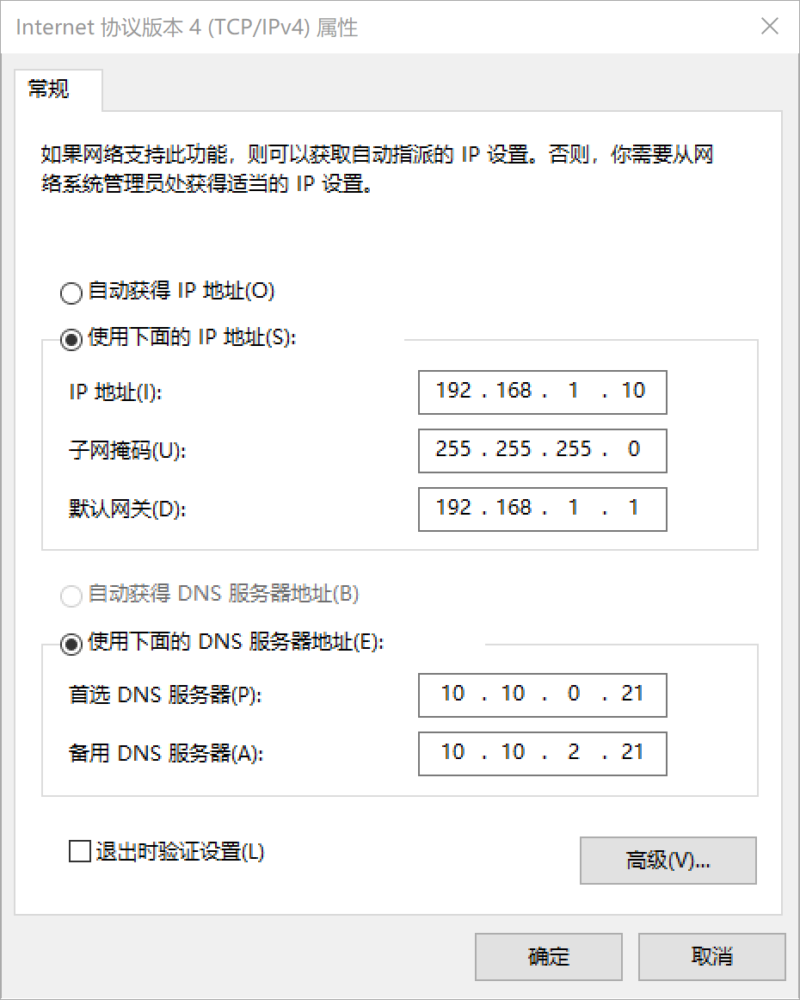 Internet 协议版本 4 (TCP/IPv4) 属性
常规
如果网络支持此功能，则可以获取自动指派的 IP 设置。否则，你需要从网
络系统管理员处获得适当的 IP 设置。
自动获得 IP 地址(O)
使用下面的 IP 地址(S):
IP 地址(I): 192 . 168 . 1 . 10
子网掩码(U): 255 . 255 . 255 . 0
默认网关(D): 192 . 168 . 1 . 1
自动获得 DNS 服务器地址(B)
使用下面的 DNS 服务器地址(E):
首选 DNS 服务器(P): 10 . 10 . 0 . 21
备用 DNS 服务器(A): 10 . 10 . 2 . 21
退出时验证设置(L)
高级(V)...
确定 取消